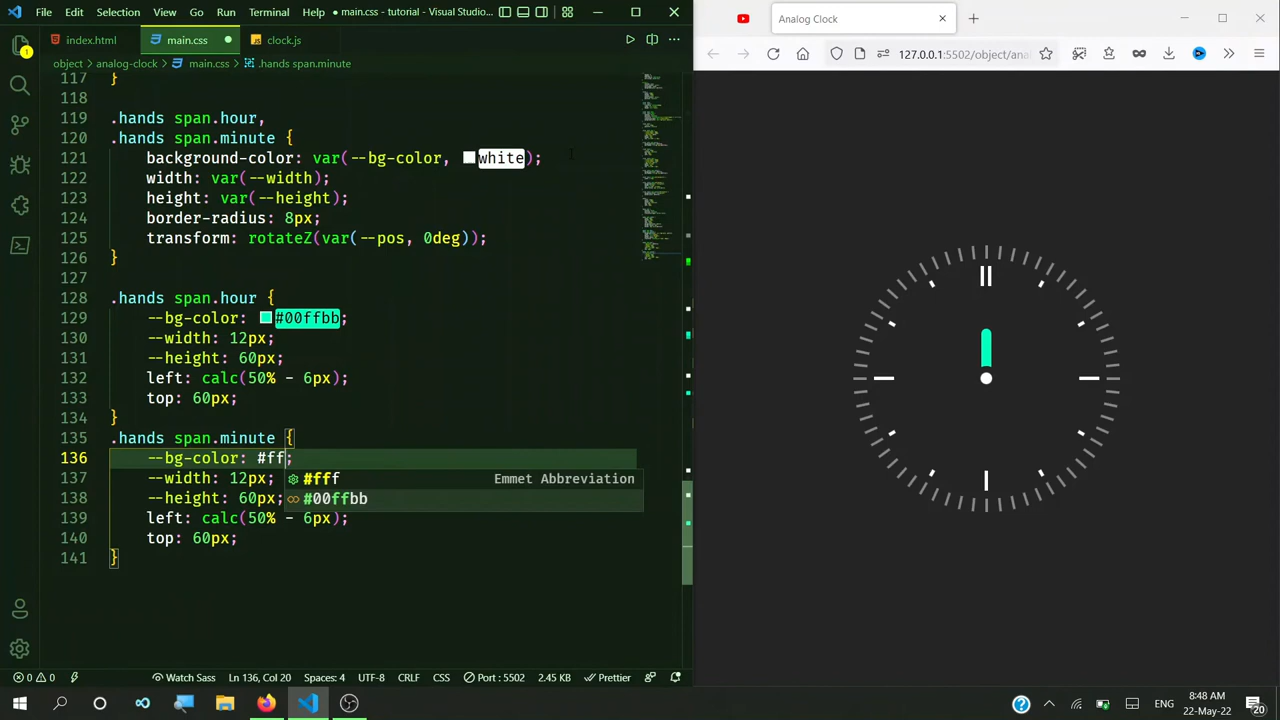 File Edit Selection View Go Run Terminal Help
main.css - tutorial - Visual Studio...
Analog Clock
index.html
main.css
clock.js
object > analog-clock > main.css > .hands span.minute
127.0.0.1:5502/object/anal
117 }
118
119 .hands span.hour,
120 .hands span.minute {
121 background-color: var(--bg-color, white);
122 width: var(--width);
123 height: var(--height);
124 border-radius: 8px;
125 transform: rotateZ(var(--pos, 0deg));
126 }
127
128 .hands span.hour {
129 --bg-color: #00ffbb;
130 --width: 12px;
131 --height: 60px;
132 left: calc(50% - 6px);
133 top: 60px;
134 }
135 .hands span.minute {
136 --bg-color: #ff;
137 --width: 12px;
#fff Emmet Abbreviation
138 --height: 60px;
#00ffbb
139 left: calc(50% - 6px);
140 top: 60px;
141 }
1
0 0 Watch Sass Ln 136, Col 20 Spaces: 4 UTF-8 CRLF CSS Port : 5502 2.45 KB Prettier
ENG
8:48 AM
22-May-22
20